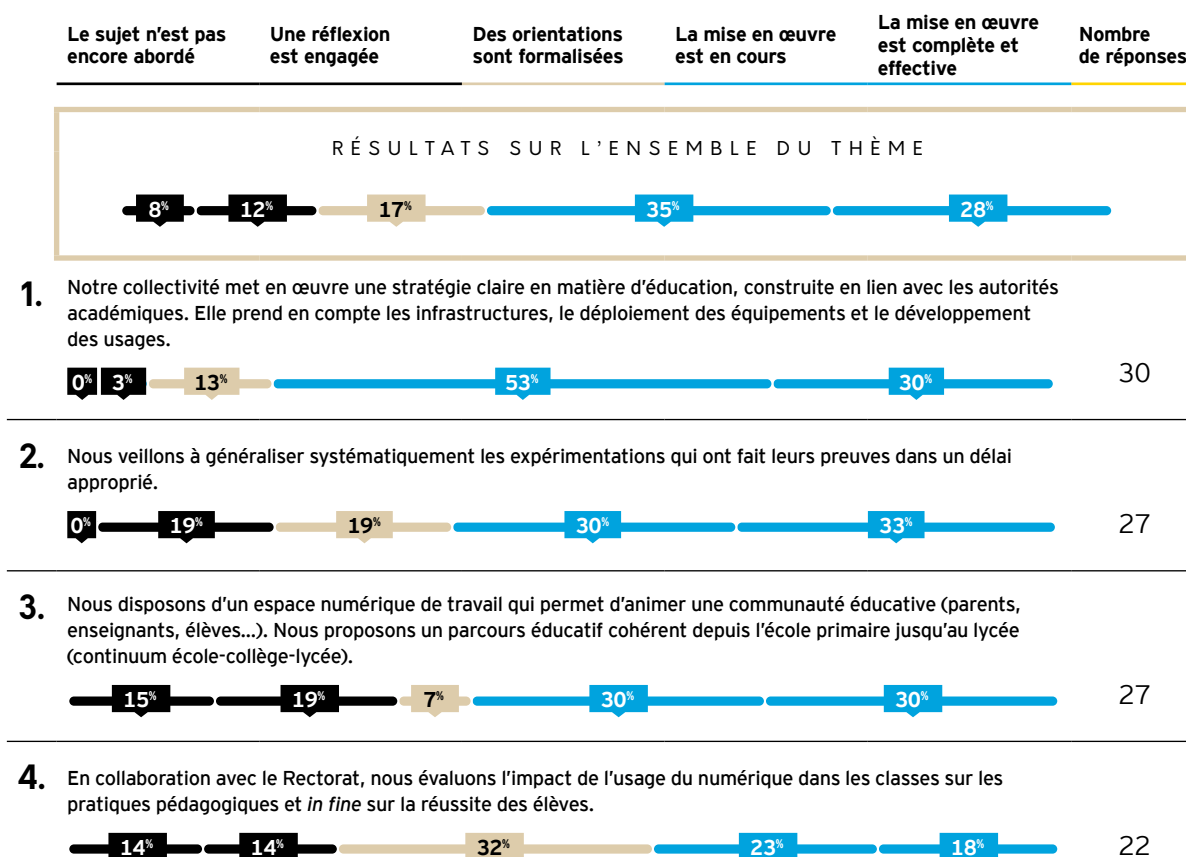 Le sujet n'est pas encore abordé
Une réflexion est engagée
Des orientations sont formalisées
La mise en œuvre est en cours
La mise en œuvre est complète et effective
Nombre de réponses
RÉSULTATS SUR L'ENSEMBLE DU THÈME
8% 12% 17% 35% 28%
1. Notre collectivité met en œuvre une stratégie claire en matière d'éducation, construite en lien avec les autorités
académiques. Elle prend en compte les infrastructures, le déploiement des équipements et le développement
des usages.
0% 3% 13% 53% 30% 30
2. Nous veillons à généraliser systématiquement les expérimentations qui ont fait leurs preuves dans un délai
approprié.
0% 19% 19% 30% 33% 27
3. Nous disposons d'un espace numérique de travail qui permet d'animer une communauté éducative (parents,
enseignants, élèves...). Nous proposons un parcours éducatif cohérent depuis l'école primaire jusqu'au lycée
(continuum école-collège-lycée).
15% 19% 7% 30% 30% 27
4. En collaboration avec le Rectorat, nous évaluons l'impact de l'usage du numérique dans les classes sur les
pratiques pédagogiques et in fine sur la réussite des élèves.
14% 14% 32% 23% 18% 22